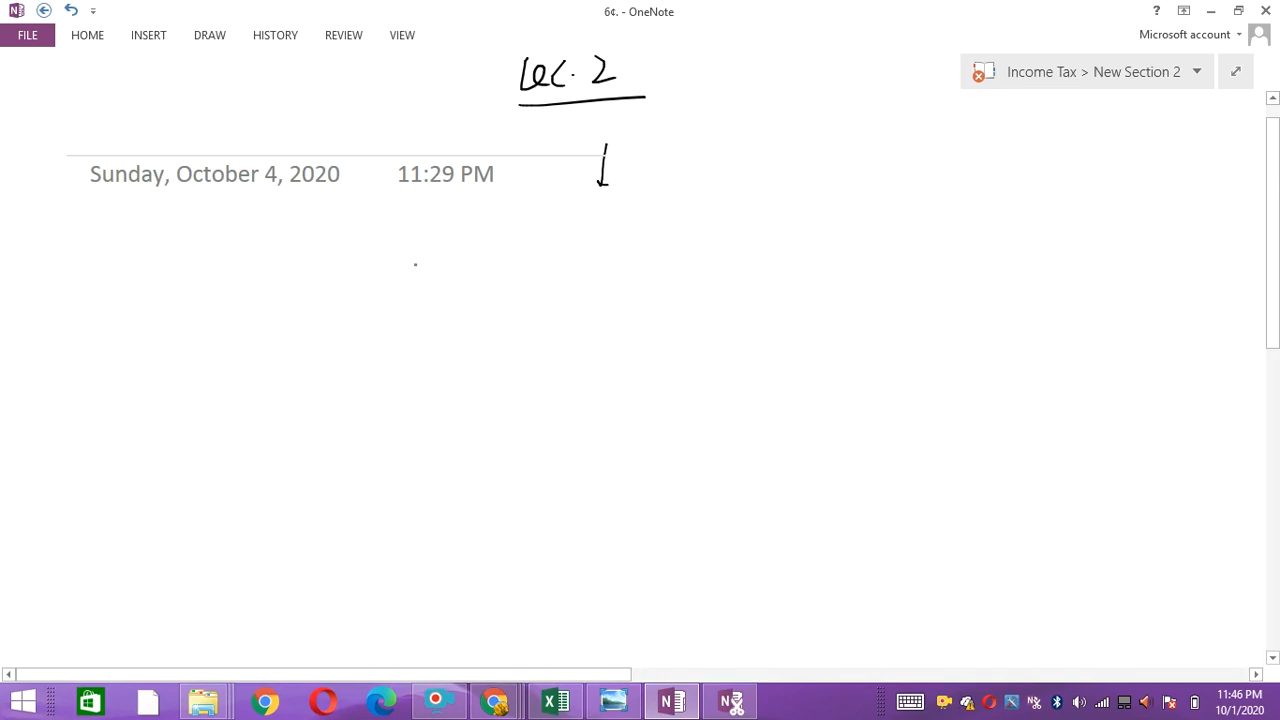 6¢. - OneNote
?
FILE HOME INSERT DRAW HISTORY REVIEW VIEW
Microsoft account
Lec. 2
Income Tax > New Section 2
Sunday, October 4, 2020 11:29 PM
11:46 PM
10/1/2020